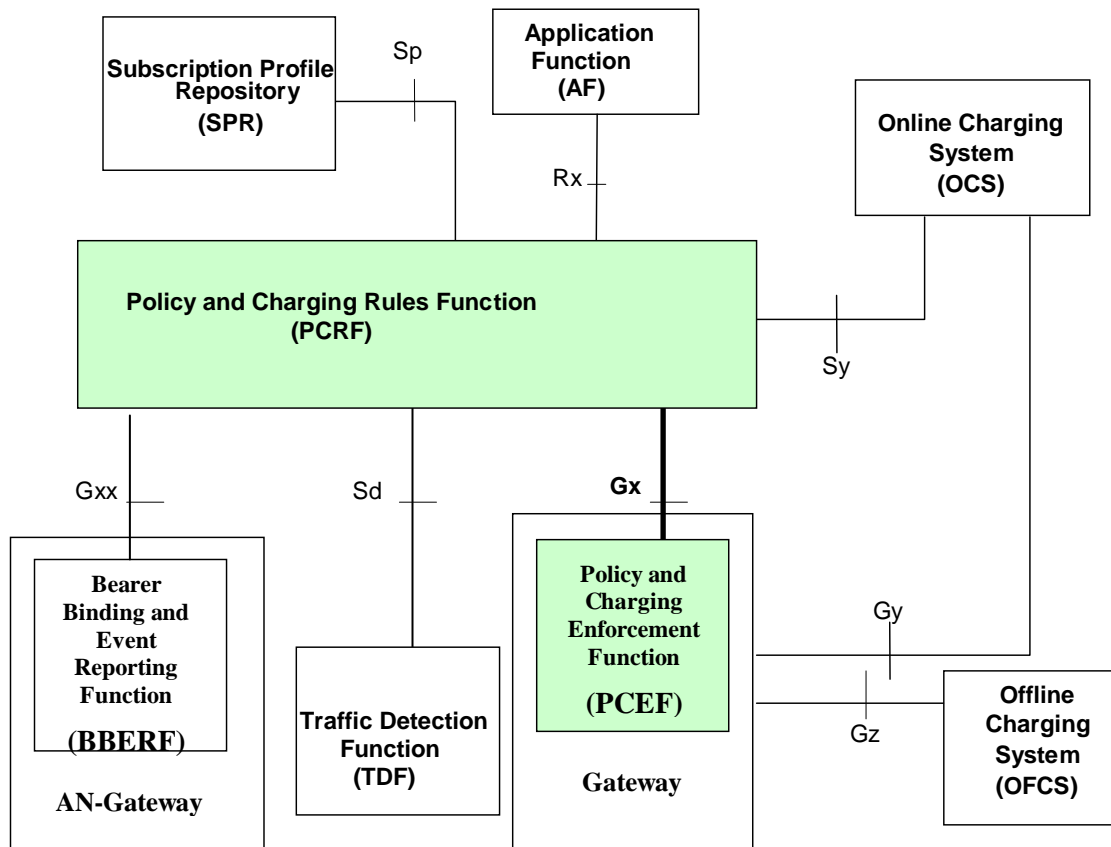 Subscription Profile
Repository
(SPR)
Sp
Application
Function
(AF)
Rx
Online Charging
System
(OCS)
Policy and Charging Rules Function
(PCRF)
Sy
Gxx
Sd
Gx
Bearer
Binding and
Event
Reporting
Function
(BBERF)
AN-Gateway
Traffic Detection
Function
(TDF)
Policy and
Charging
Enforcement
Function
(PCEF)
Gateway
Gy
Gz
Offline
Charging
System
(OFCS)